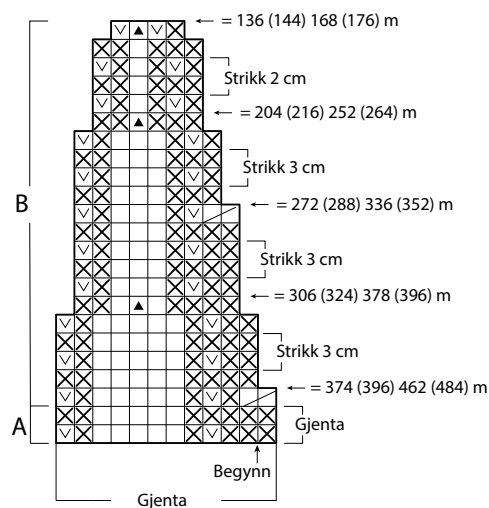 = 136 (144) 168 (176) m
Strikk 2 cm
= 204 (216) 252 (264) m
Strikk 3 cm
B
= 272 (288) 336 (352) m
Strikk 3 cm
= 306 (324) 378 (396) m
Strikk 3 cm
= 374 (396) 462 (484) m
A
Gjenta
Begynn
Gjenta